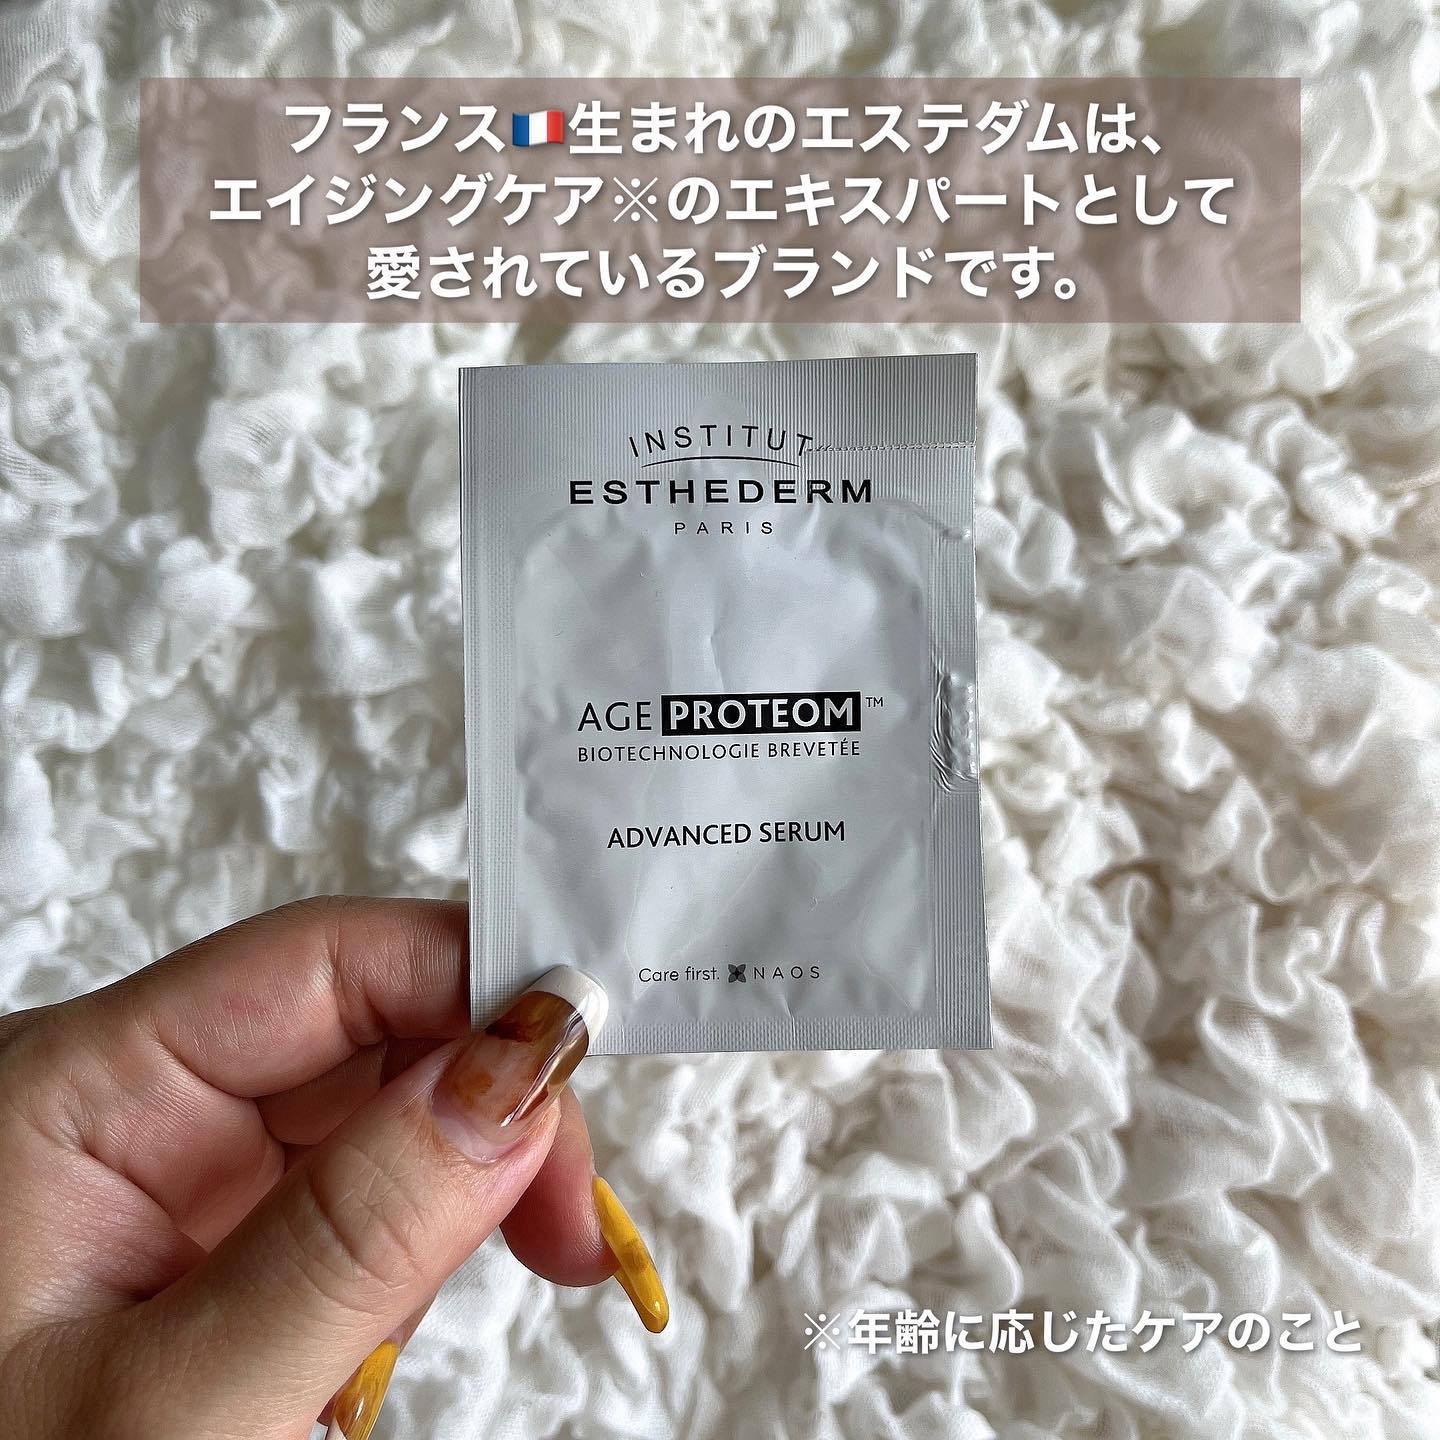 フランス🇫🇷生まれのエステダムは、
エイジングケア※のエキスパートとして
愛されているブランドです。
INSTITUT
ESTHEDERM
PARIS
AGE PROTEOM™
BIOTECHNOLOGIE BREVETÉE
ADVANCED SERUM
Care first. NAOS
※年齢に応じたケアのこと